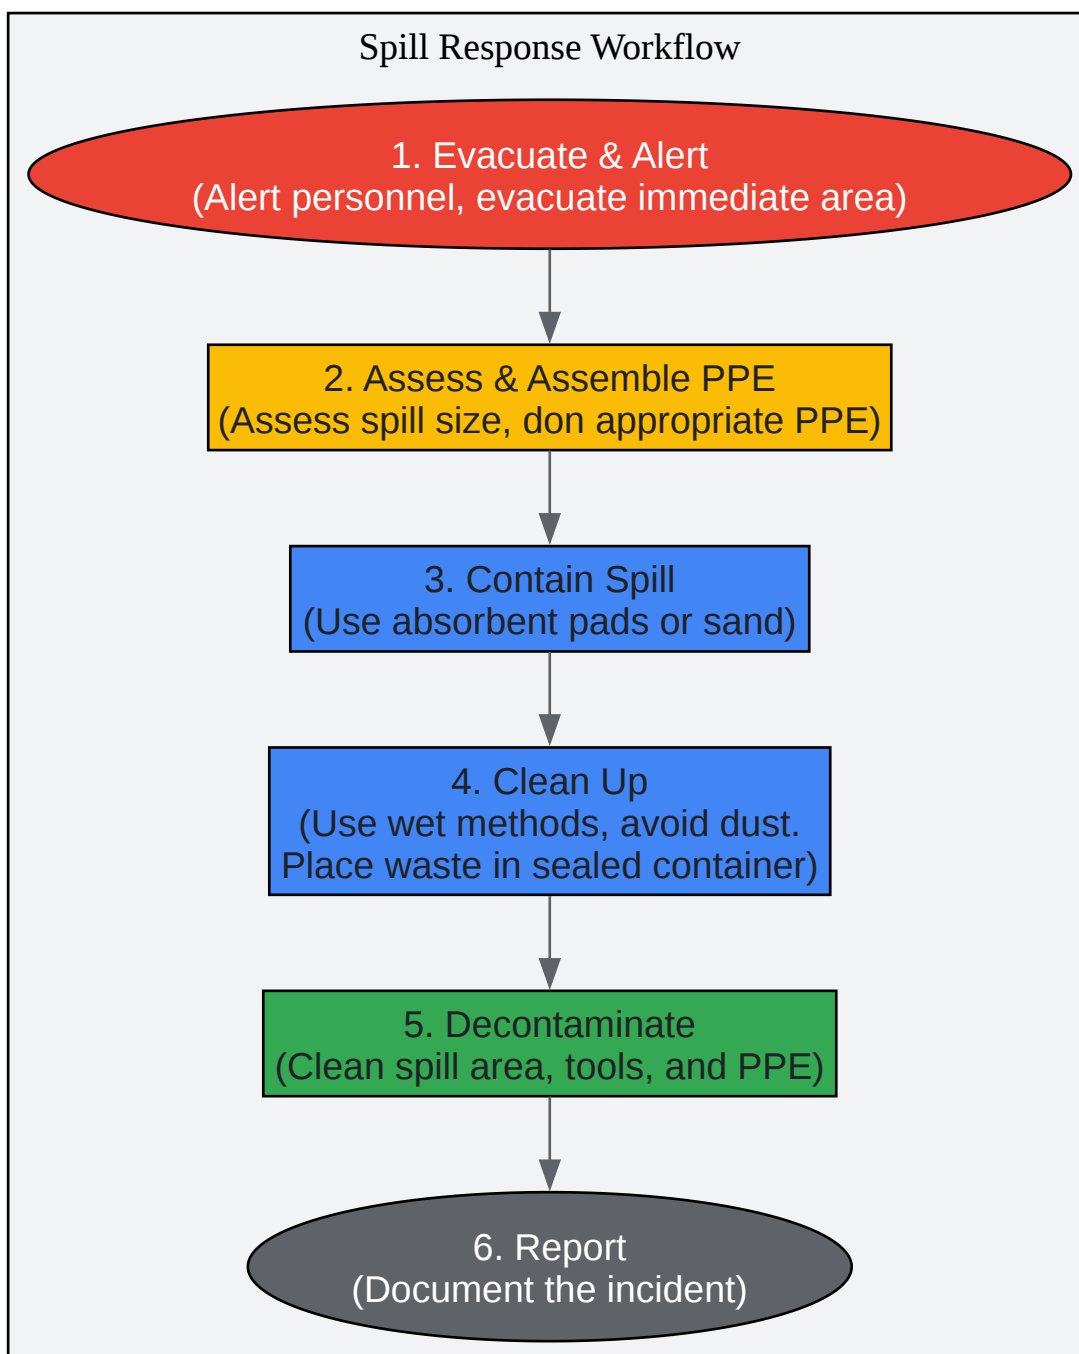 Spill Response Workflow
1. Evacuate & Alert
(Alert personnel, evacuate immediate area)
2. Assess & Assemble PPE
(Assess spill size, don appropriate PPE)
3. Contain Spill
(Use absorbent pads or sand)
4. Clean Up
(Use wet methods, avoid dust.
Place waste in sealed container)
5. Decontaminate
(Clean spill area, tools, and PPE)
6. Report
(Document the incident)